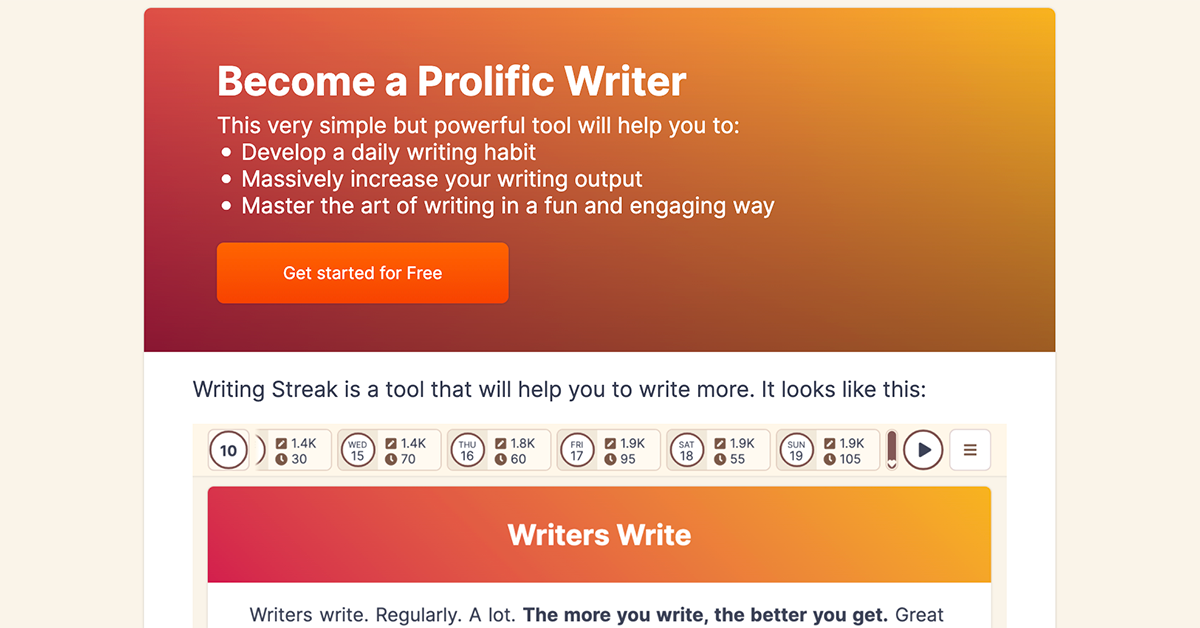 Become a Prolific Writer
This very simple but powerful tool will help you to:
• Develop a daily writing habit
• Massively increase your writing output
• Master the art of writing in a fun and engaging way
Get started for Free
Writing Streak is a tool that will help you to write more. It looks like this:
10 1.4K 30 WED 15 1.4K 70 THU 16 1.8K 60 FRI 17 1.9K 95 SAT 18 1.9K 55 SUN 19 1.9K 105
Writers Write
Writers write. Regularly. A lot. The more you write, the better you get. Great